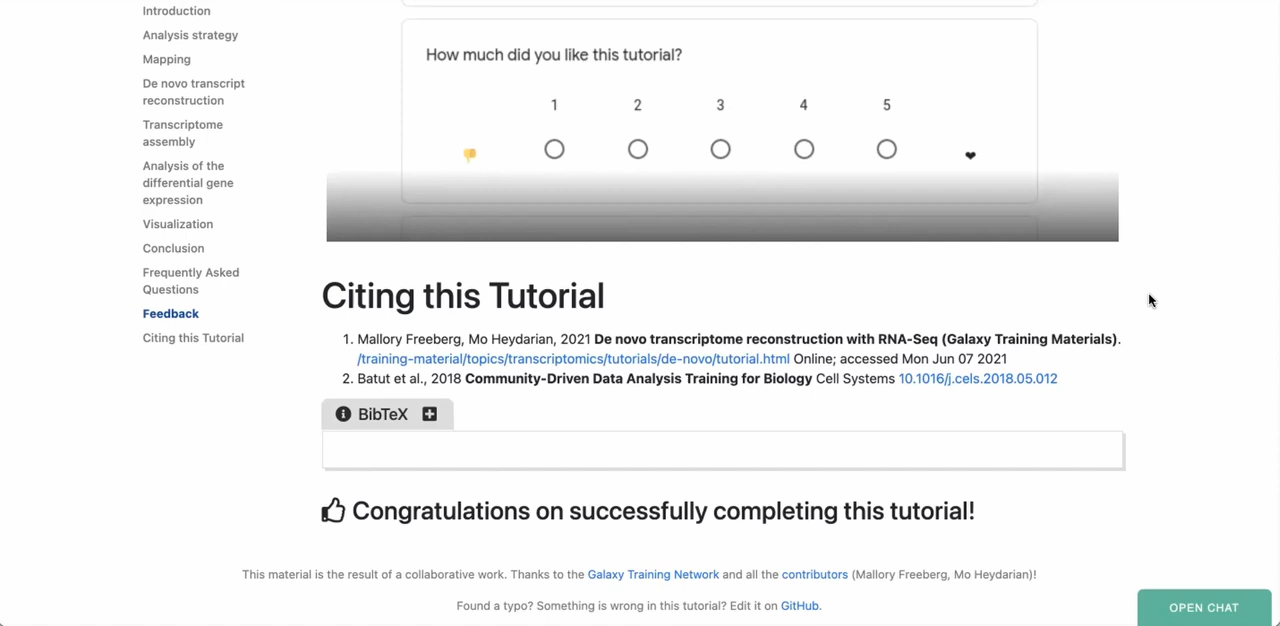 Introduction
Analysis strategy
Mapping
De novo transcript
reconstruction
Transcriptome
assembly
Analysis of the
differential gene
expression
Visualization
Conclusion
Frequently Asked
Questions
Feedback
Citing this Tutorial
How much did you like this tutorial?
1 2 3 4 5
Citing this Tutorial
1. Mallory Freeberg, Mo Heydarian, 2021 De novo transcriptome reconstruction with RNA-Seq (Galaxy Training Materials).
/training-material/topics/transcriptomics/tutorials/de-novo/tutorial.html Online; accessed Mon Jun 07 2021
2. Batut et al., 2018 Community-Driven Data Analysis Training for Biology Cell Systems 10.1016/j.cels.2018.05.012
BibTeX
Congratulations on successfully completing this tutorial!
This material is the result of a collaborative work. Thanks to the Galaxy Training Network and all the contributors (Mallory Freeberg, Mo Heydarian)!
Found a typo? Something is wrong in this tutorial? Edit it on GitHub.
OPEN CHAT